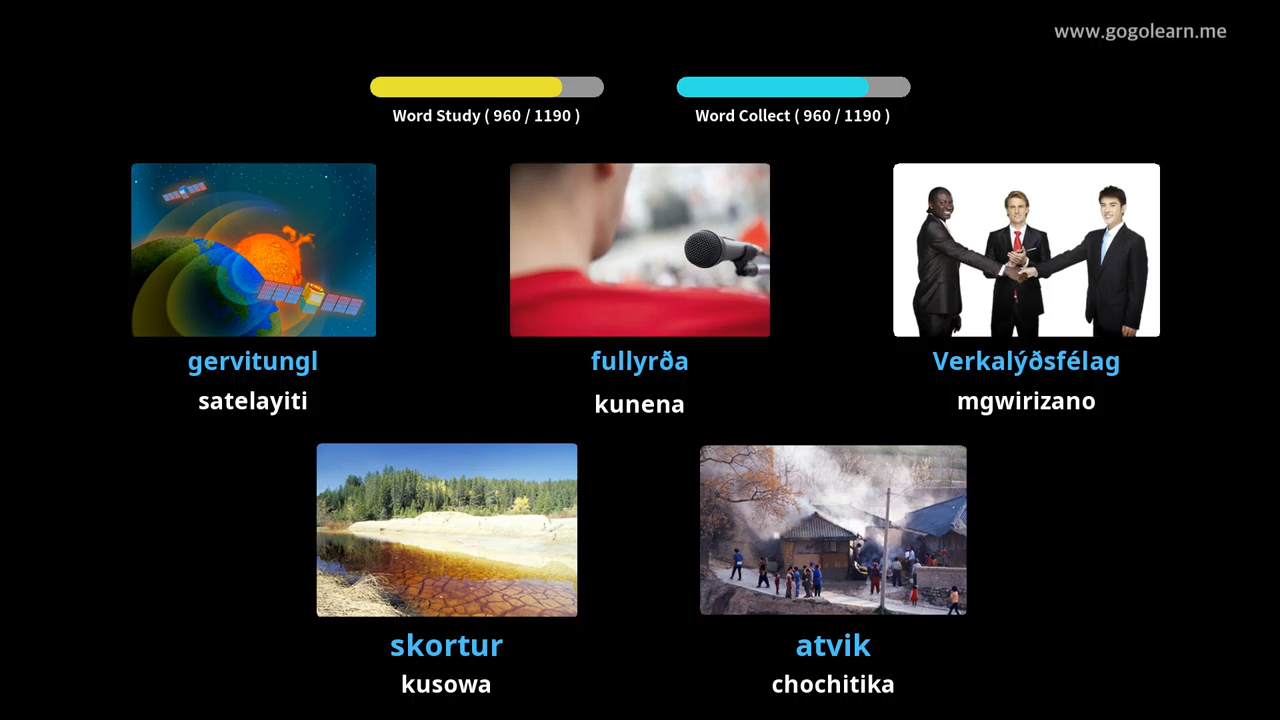 www.gogolearn.me
Word Study ( 960 / 1190 )
Word Collect ( 960 / 1190 )
gervitungl
satelayiti
fullyrða
kunena
Verkalýðsfélag
mgwirizano
skortur
kusowa
atvik
chochitika